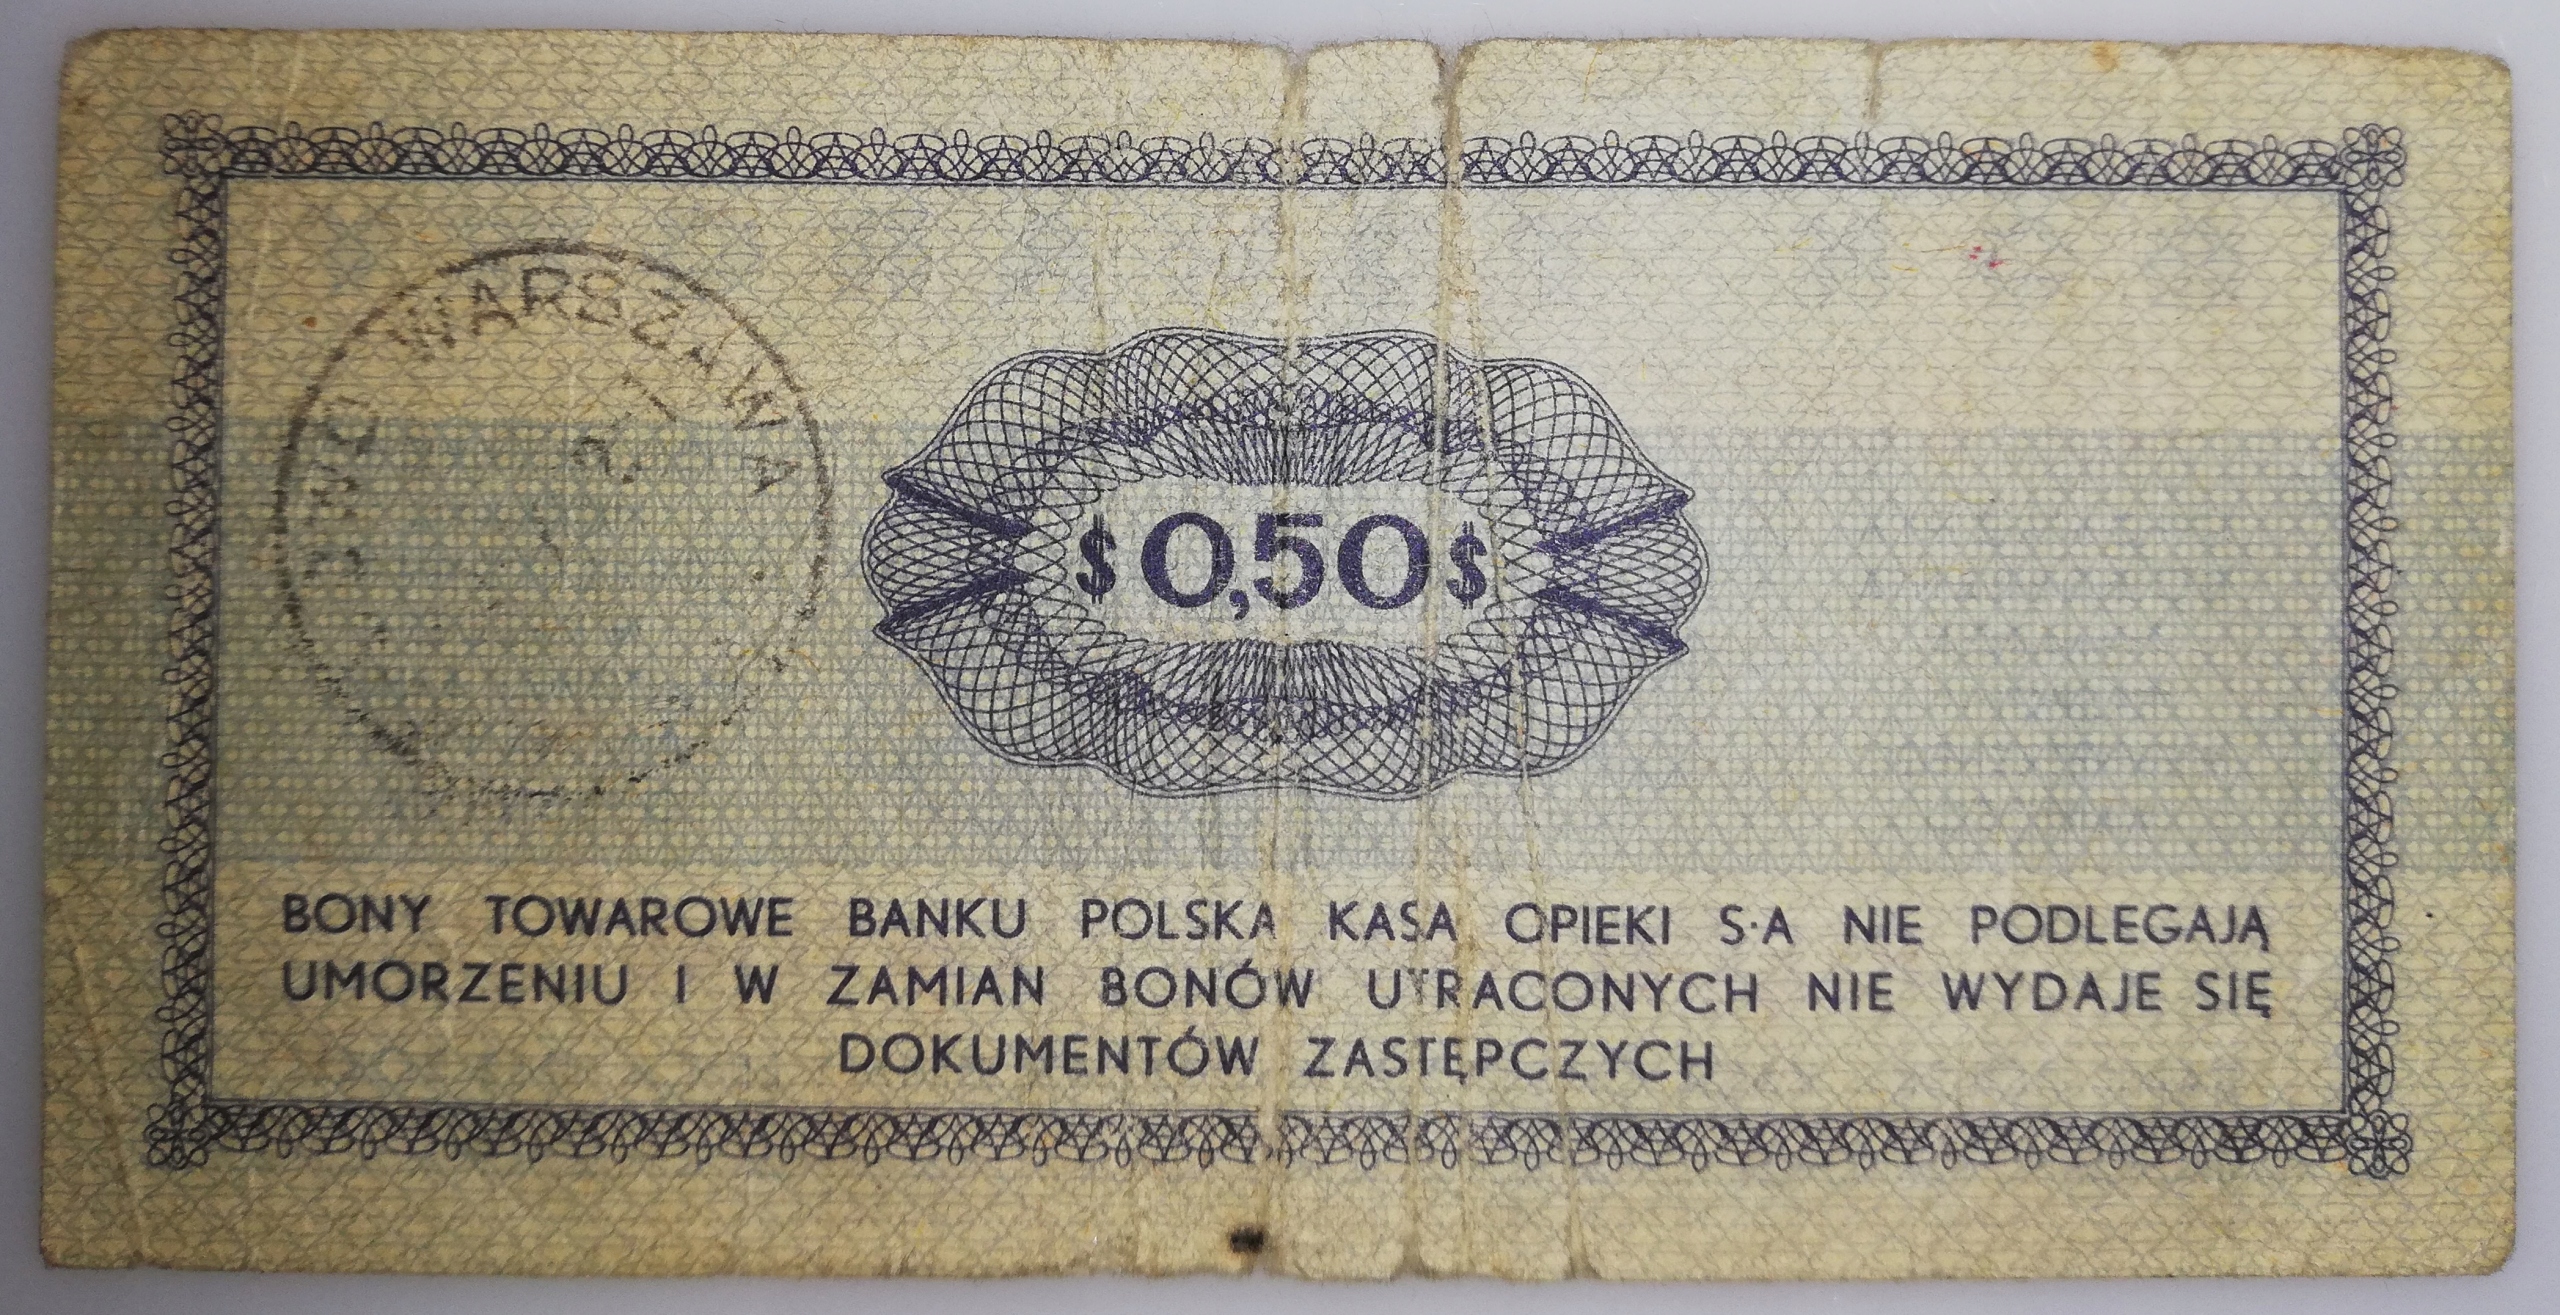 WARSZAWA
$ 0,50 $
BONY TOWAROWE BANKU POLSKA KASA OPIEKI S·A NIE PODLEGAJĄ
UMORZENIU I W ZAMIAN BONÓW UTRACONYCH NIE WYDAJE SIĘ
DOKUMENTÓW ZASTĘPCZYCH